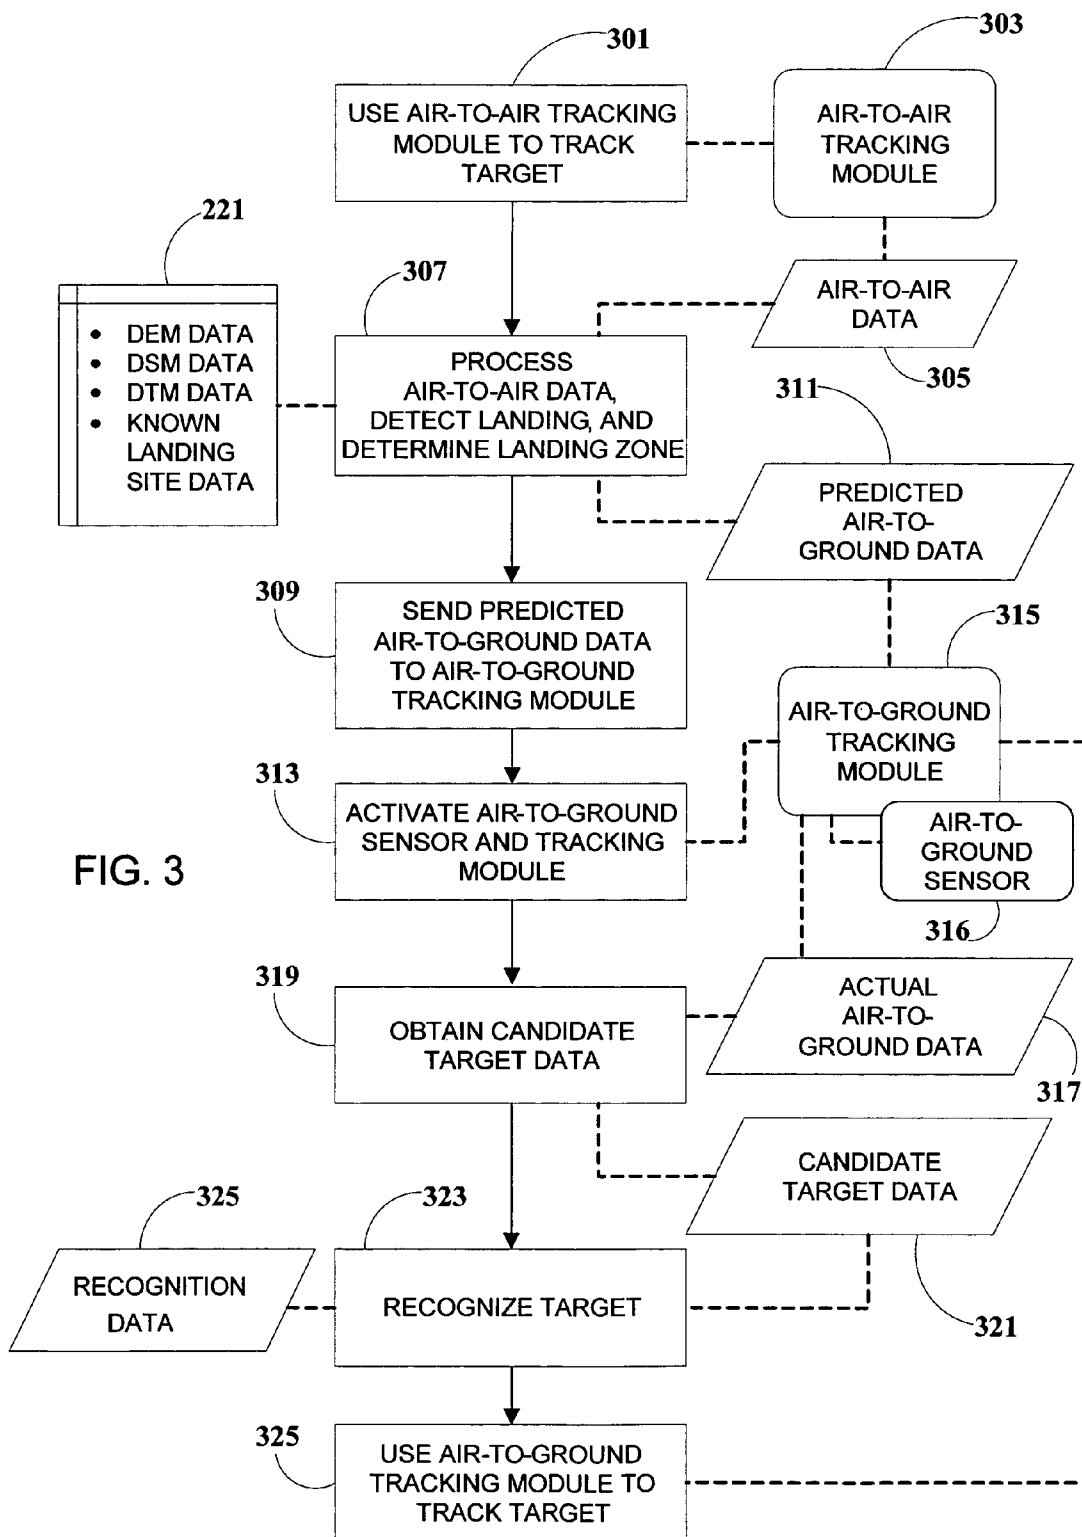 301
303
USE AIR-TO-AIR TRACKING
MODULE TO TRACK
TARGET
AIR-TO-AIR
TRACKING
MODULE
221
307
AIR-TO-AIR
DATA
305
• DEM DATA
• DSM DATA
• DTM DATA
• KNOWN
LANDING
SITE DATA
PROCESS
AIR-TO-AIR DATA,
DETECT LANDING, AND
DETERMINE LANDING ZONE
311
PREDICTED
AIR-TO-
GROUND DATA
309
SEND PREDICTED
AIR-TO-GROUND DATA
TO AIR-TO-GROUND
TRACKING MODULE
315
AIR-TO-GROUND
TRACKING
MODULE
313
ACTIVATE AIR-TO-GROUND
SENSOR AND TRACKING
MODULE
AIR-TO-
GROUND
SENSOR
316
FIG. 3
319
OBTAIN CANDIDATE
TARGET DATA
ACTUAL
AIR-TO-
GROUND DATA
317
CANDIDATE
TARGET DATA
321
325
323
RECOGNITION
DATA
RECOGNIZE TARGET
325
USE AIR-TO-GROUND
TRACKING MODULE TO
TRACK TARGET